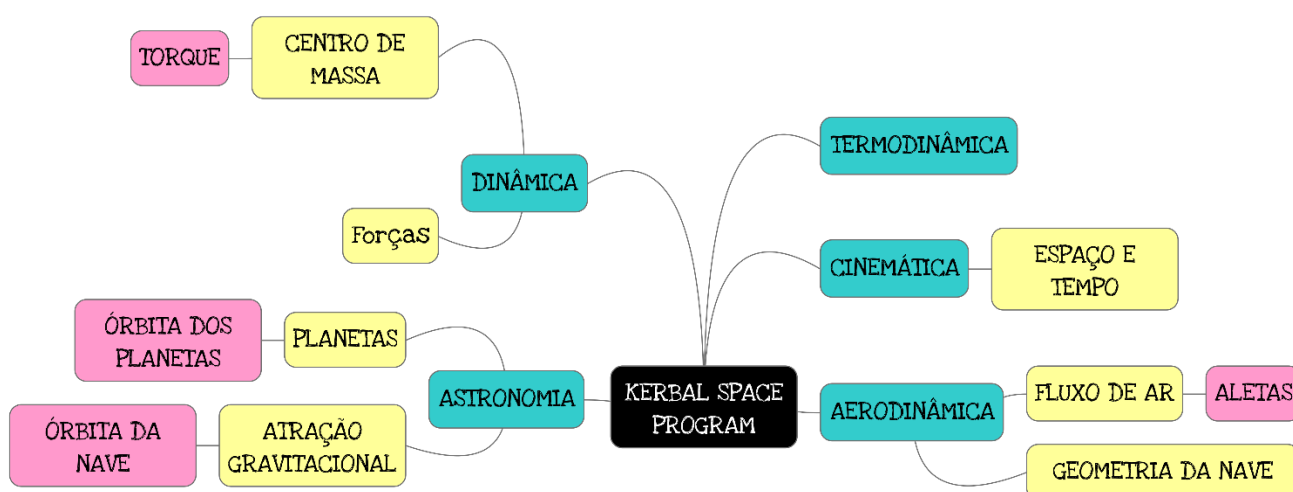 TORQUE
CENTRO DE
MASSA
TERMODINÂMICA
DINÂMICA
Forças
CINEMÁTICA
ESPAÇO E
TEMPO
ÓRBITA DOS
PLANETAS
PLANETAS
ASTRONOMIA
KERBAL SPACE
PROGRAM
AERODINÂMICA
FLUXO DE AR
ALETAS
ÓRBITA DA
NAVE
ATRAÇÃO
GRAVITACIONAL
GEOMETRIA DA NAVE